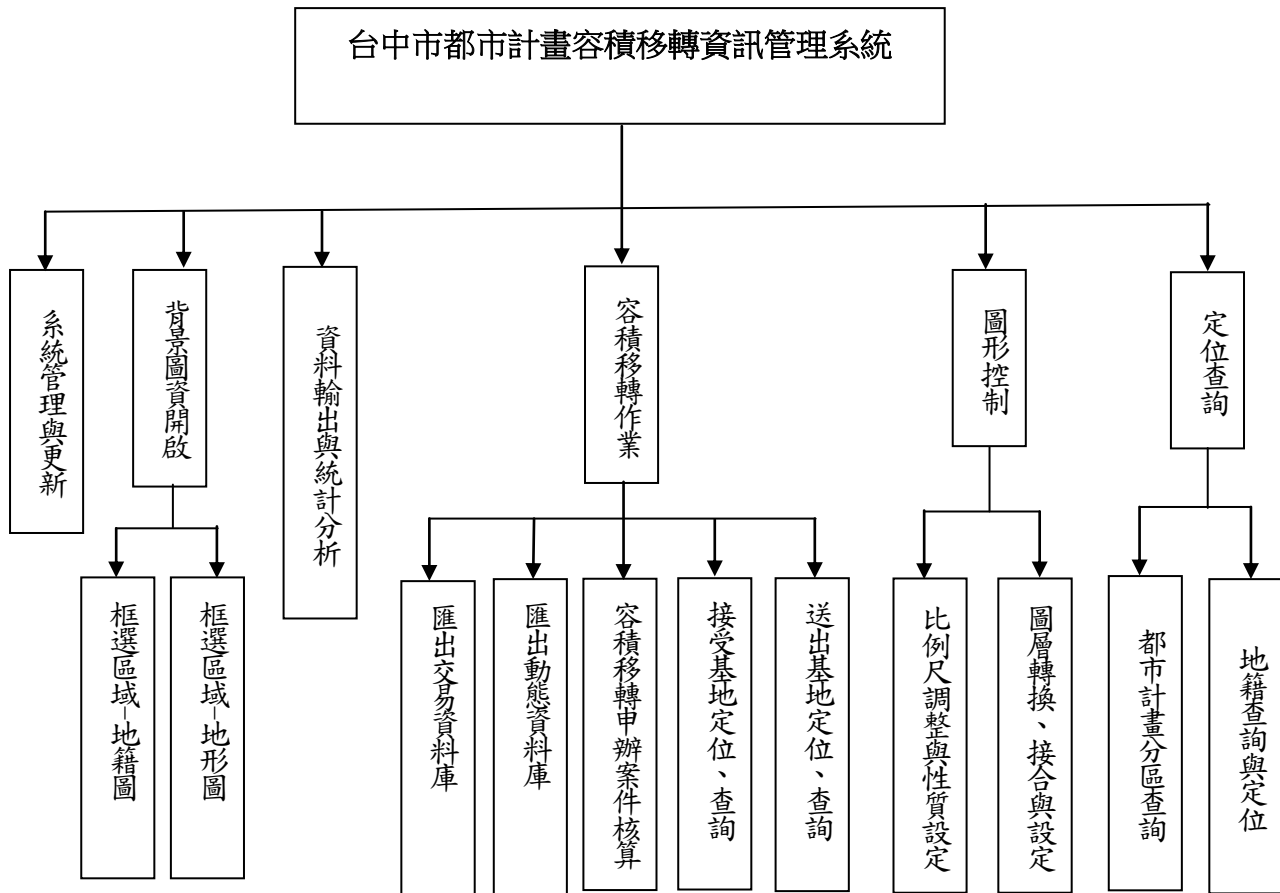 台中市都市計畫容積移轉資訊管理系統
系統管理與更新
背景圖資開啟
資料輸出與統計分析
容積移轉作業
圖形控制
定位查詢
框選區域-地籍圖
框選區域-地形圖
匯出交易資料庫
匯出動態資料庫
容積移轉申辦案件核算
接受基地定位、查詢
送出基地定位、查詢
比例尺調整與性質設定
圖層轉換、接合與設定
都市計畫分區查詢
地籍查詢與定位